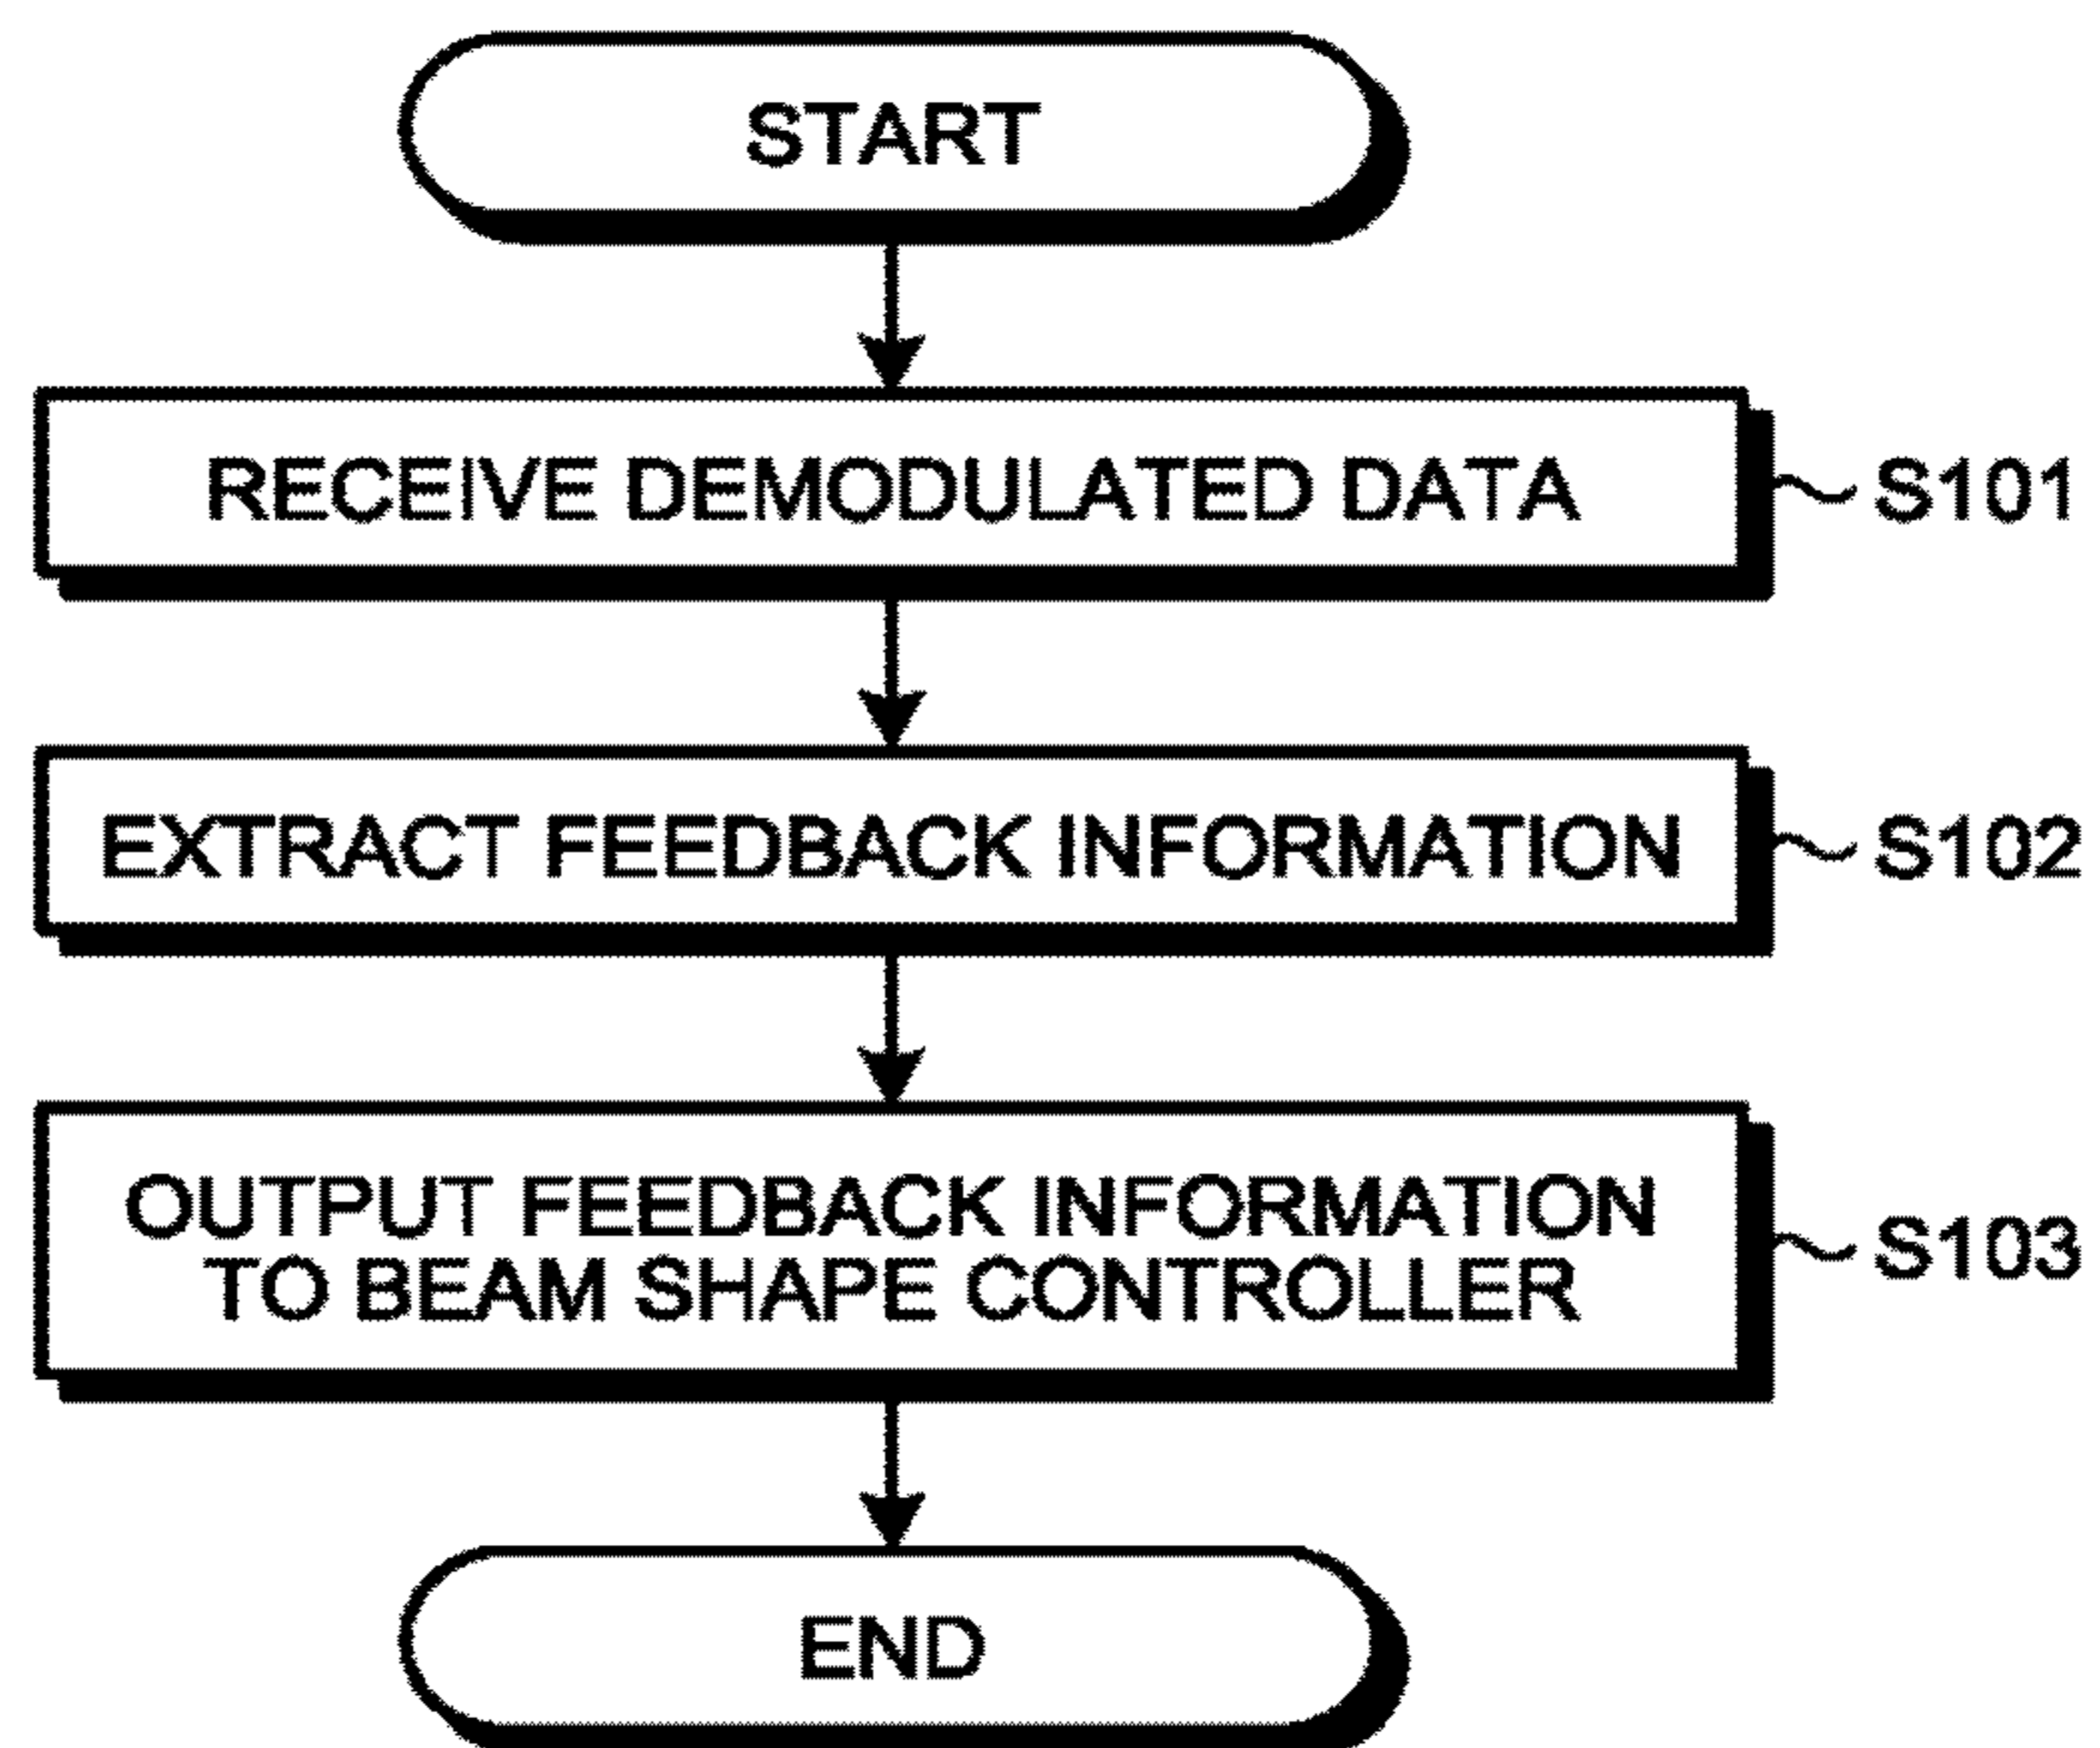 START
RECEIVE DEMODULATED DATA S101
EXTRACT FEEDBACK INFORMATION S102
OUTPUT FEEDBACK INFORMATION
TO BEAM SHAPE CONTROLLER
S103
END